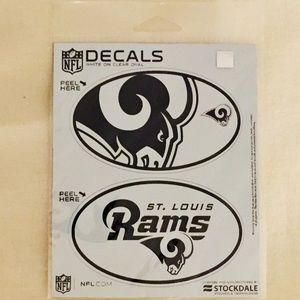 NFL
DECALS
WHITE ON CLEAR OVAL
PEEL
HERE
PEEL
HERE
ST. LOUIS
Rams
NFL
NFL.COM
STOCKDALE